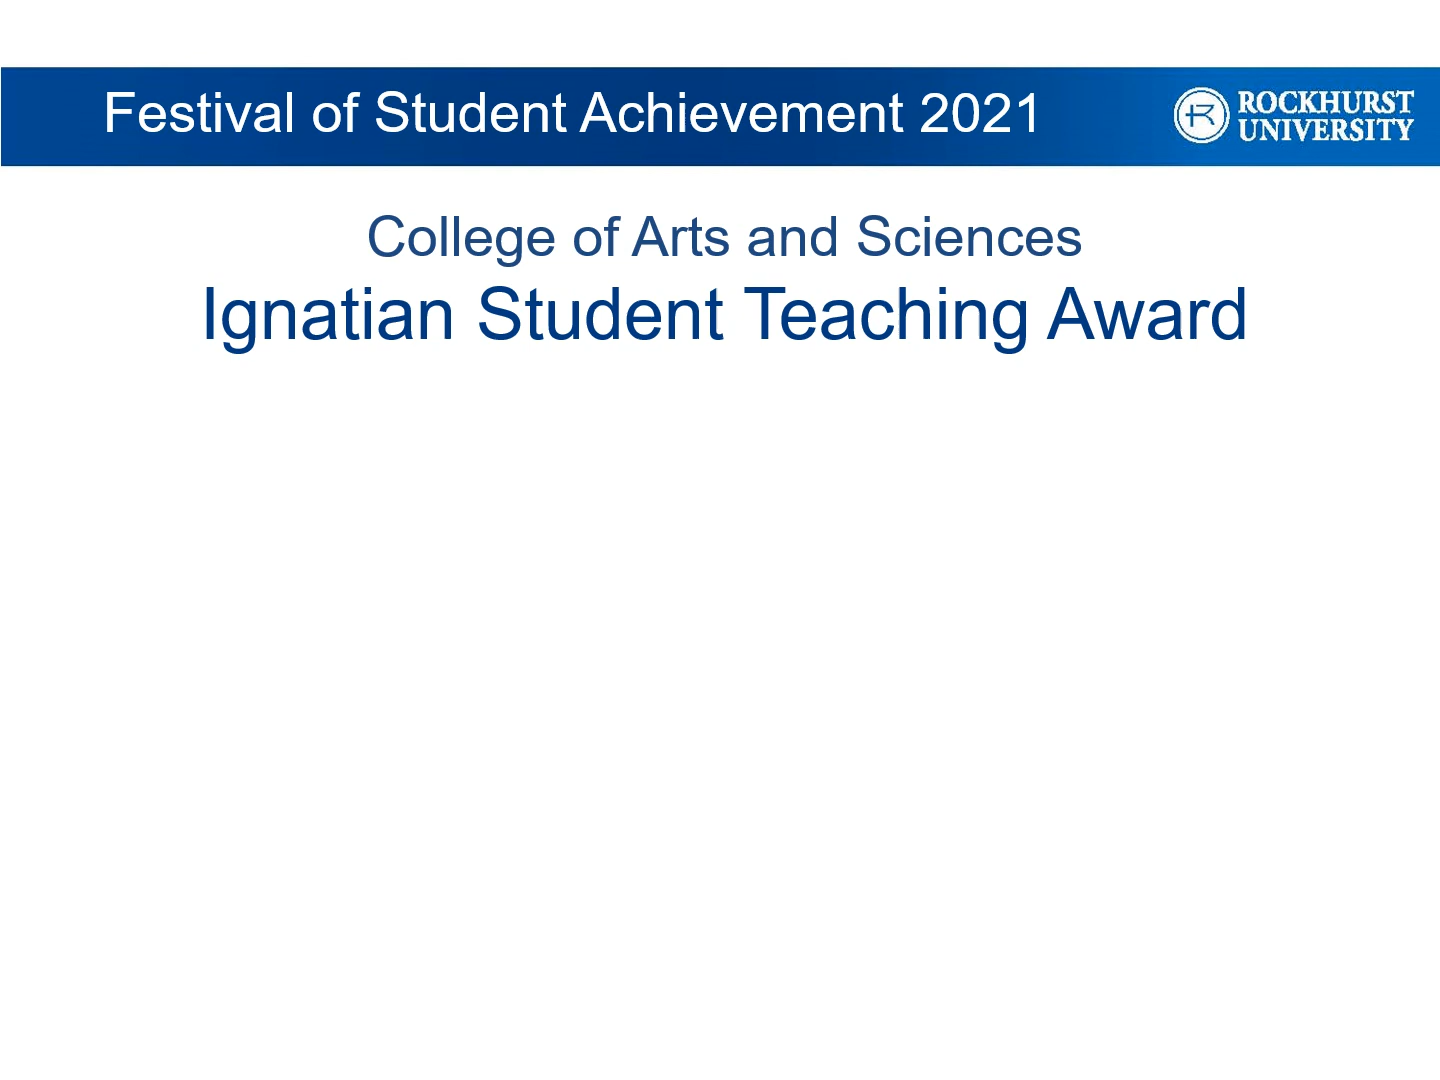 Festival of Student Achievement 2021
ROCKHURST
UNIVERSITY
College of Arts and Sciences
Ignatian Student Teaching Award